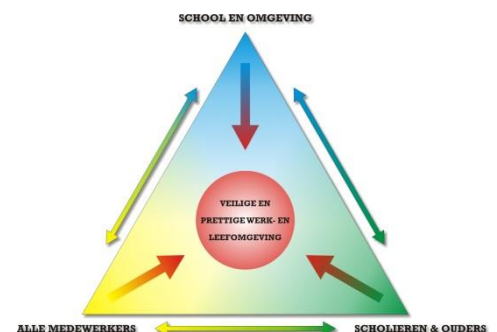 SCHOOL EN OMGEVING
VEILIGE EN
PRETTIGE WERK- EN
LEEFOMGEVING
ALLE MEDEWERKERS
SCHOLIEREN & OUDERS